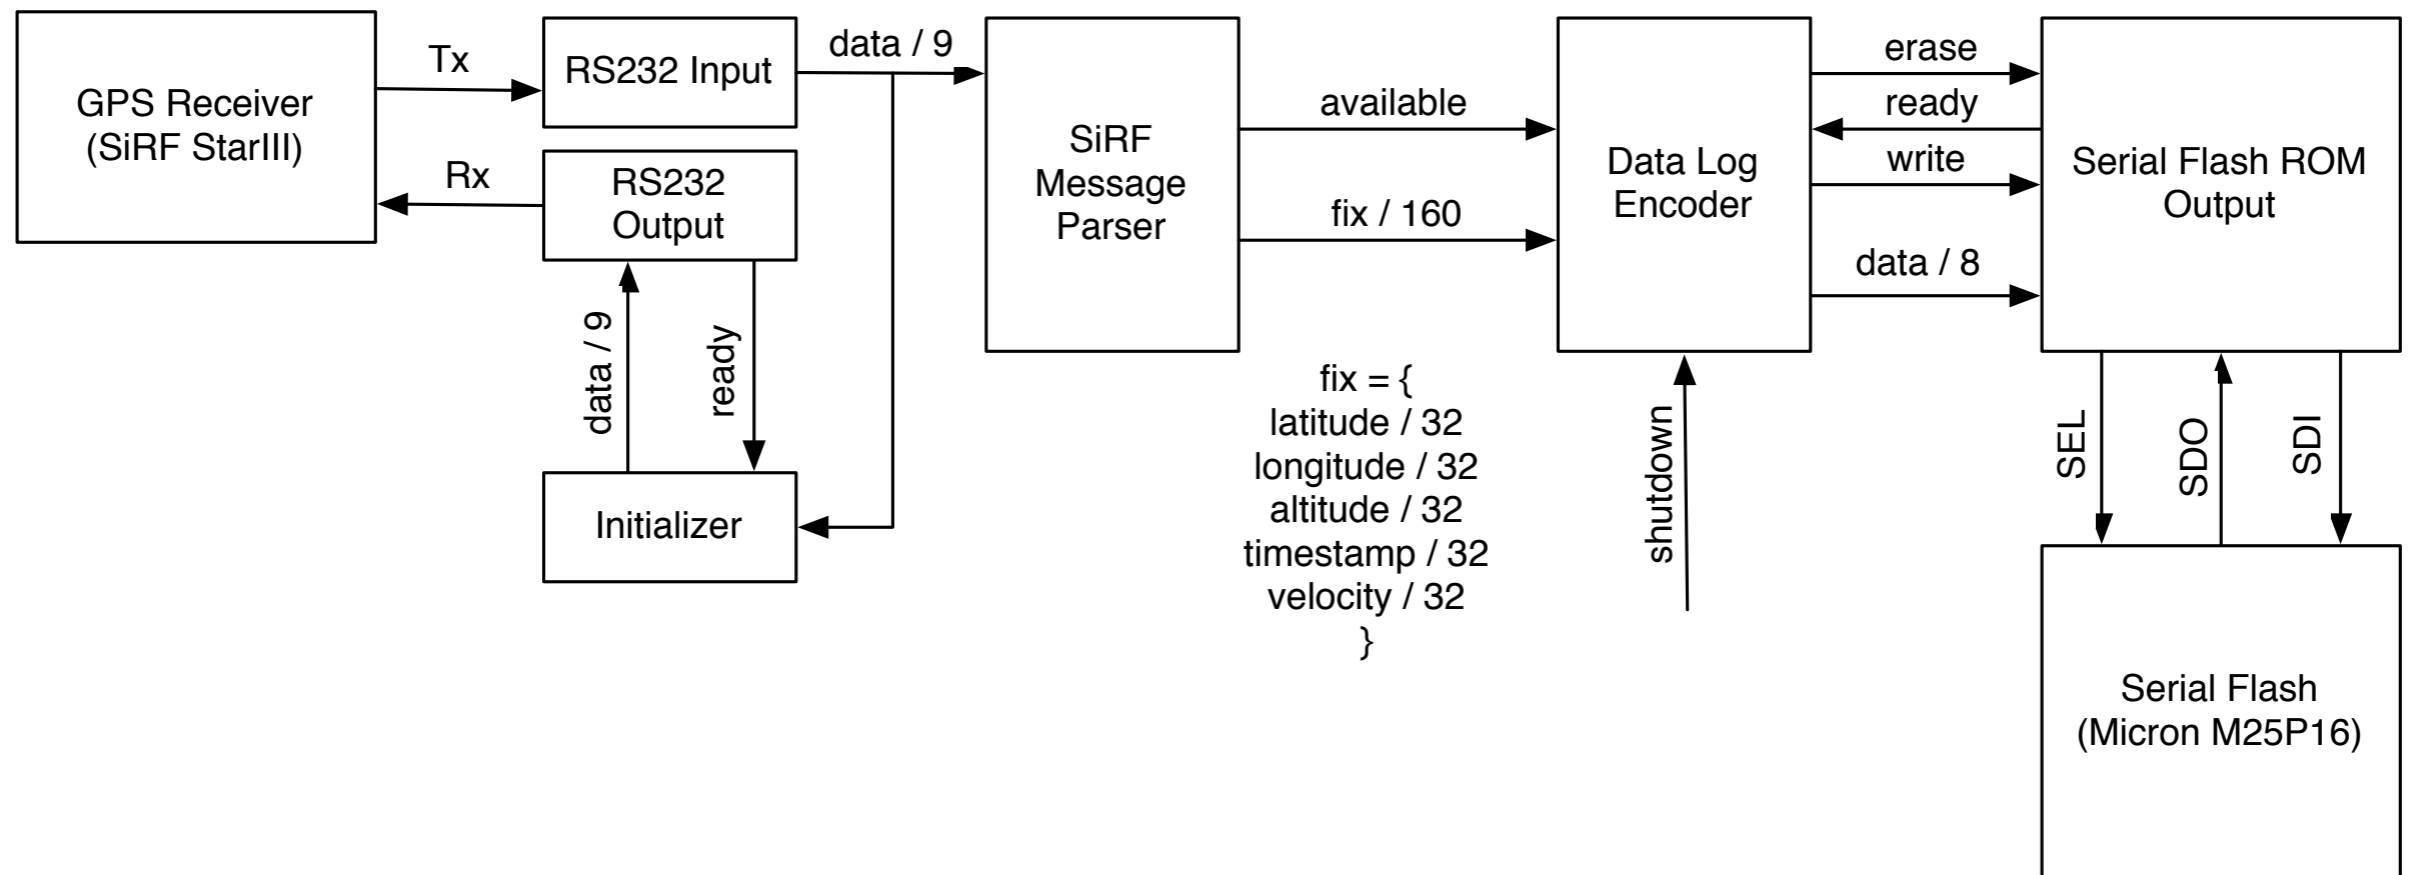 GPS Receiver
(SiRF StarIII)
Tx
Rx
RS232 Input
RS232
Output
data / 9
data / 9
ready
Initializer
SiRF
Message
Parser
available
fix / 160
fix = {
latitude / 32
longitude / 32
altitude / 32
timestamp / 32
velocity / 32
}
Data Log
Encoder
shutdown
erase
ready
write
data / 8
Serial Flash ROM
Output
SEL
SDO
SDI
Serial Flash
(Micron M25P16)